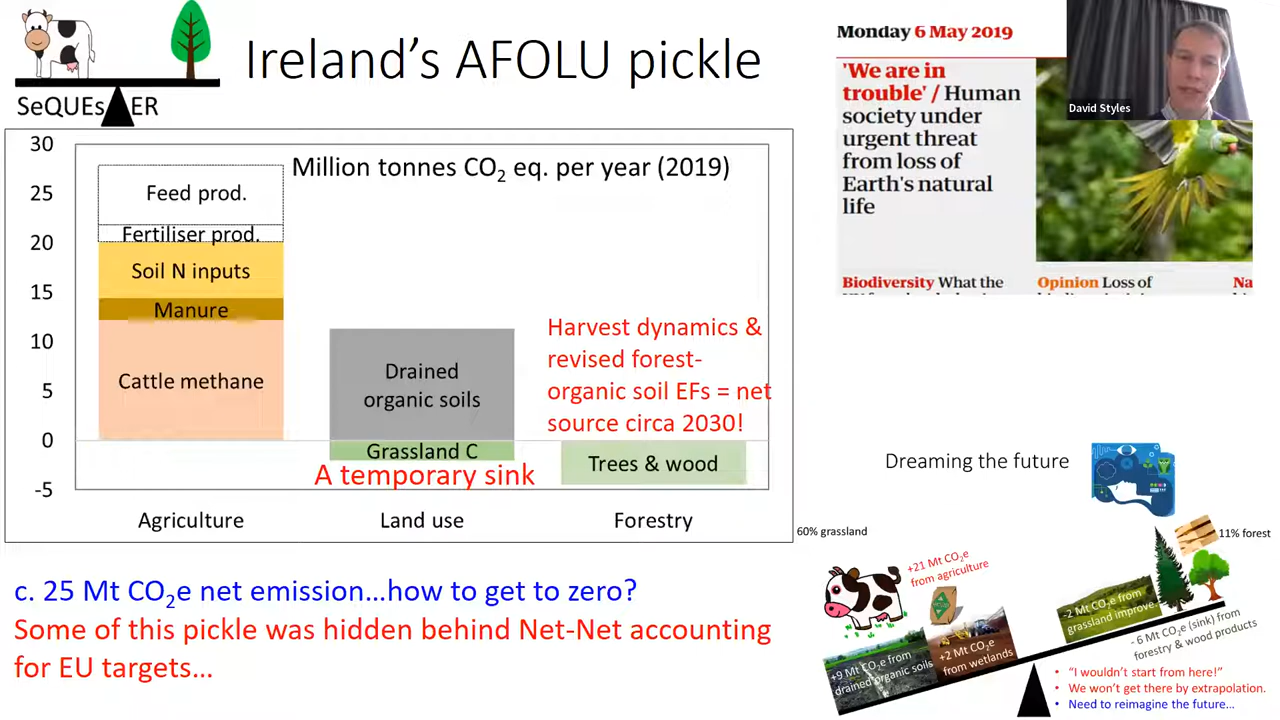 Ireland's AFOLU pickle
SeQUEsTER
Million tonnes CO₂ eq. per year (2019)
30
25
20
15
10
5
0
-5
Feed prod.
Fertiliser prod.
Soil N inputs
Manure
Cattle methane
Drained
organic soils
Grassland C
A temporary sink
Harvest dynamics &
revised forest-
organic soil EFs = net
source circa 2030!
Trees & wood
Agriculture
Land use
Forestry
c. 25 Mt CO₂e net emission…how to get to zero?
Some of this pickle was hidden behind Net-Net accounting
for EU targets…
Monday 6 May 2019
'We are in
trouble' / Human
society under
urgent threat
from loss of
Earth's natural
life
Biodiversity What the
Opinion Loss of
Na
David Styles
Dreaming the future
60% grassland
11% forest
+21 Mt CO₂e
from agriculture
+9 Mt CO₂e from
drained organic soils
+2 Mt CO₂e
from wetlands
-2 Mt CO₂e from
grassland improve.
- 6 Mt CO₂e (sink) from
forestry & wood products
• "I wouldn't start from here!"
• We won't get there by extrapolation.
• Need to reimagine the future…